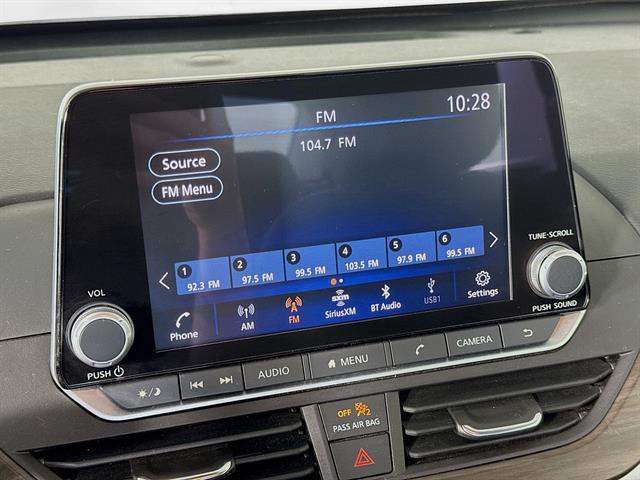 FM
10:28
104.7 FM
Source
FM Menu
1 92.3 FM
2 97.5 FM
3 99.5 FM
4 103.5 FM
5 97.9 FM
6 99.5 FM
Phone
AM
FM
sxm
SiriusXM
BT Audio
USB1
Settings
VOL
PUSH
TUNE-SCROLL
PUSH SOUND
AUDIO
MENU
CAMERA
OFF 2
PASS AIR BAG